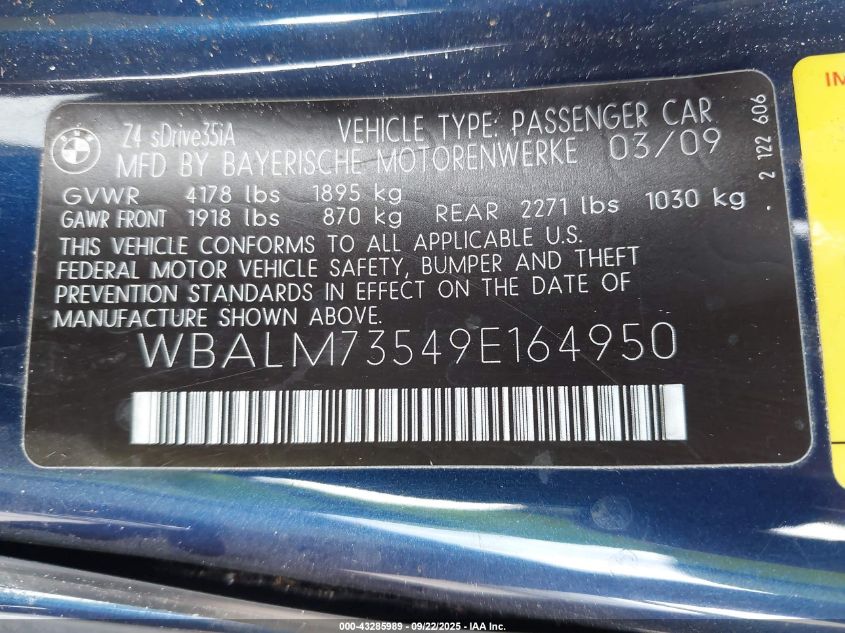 BMW
Z4 sDrive35iA VEHICLE TYPE: PASSENGER CAR
MFD BY BAYERISCHE MOTORENWERKE 03/09
GVWR 4178 lbs 1895 kg
GAWR FRONT 1918 lbs 870 kg REAR 2271 lbs 1030 kg
THIS VEHICLE CONFORMS TO ALL APPLICABLE U.S.
FEDERAL MOTOR VEHICLE SAFETY, BUMPER AND THEFT
PREVENTION STANDARDS IN EFFECT ON THE DATE OF
MANUFACTURE SHOWN ABOVE.
WBALM73549E164950
. 2 122 606
IM
000-43285989 - 09/22/2025 - IAA Inc.